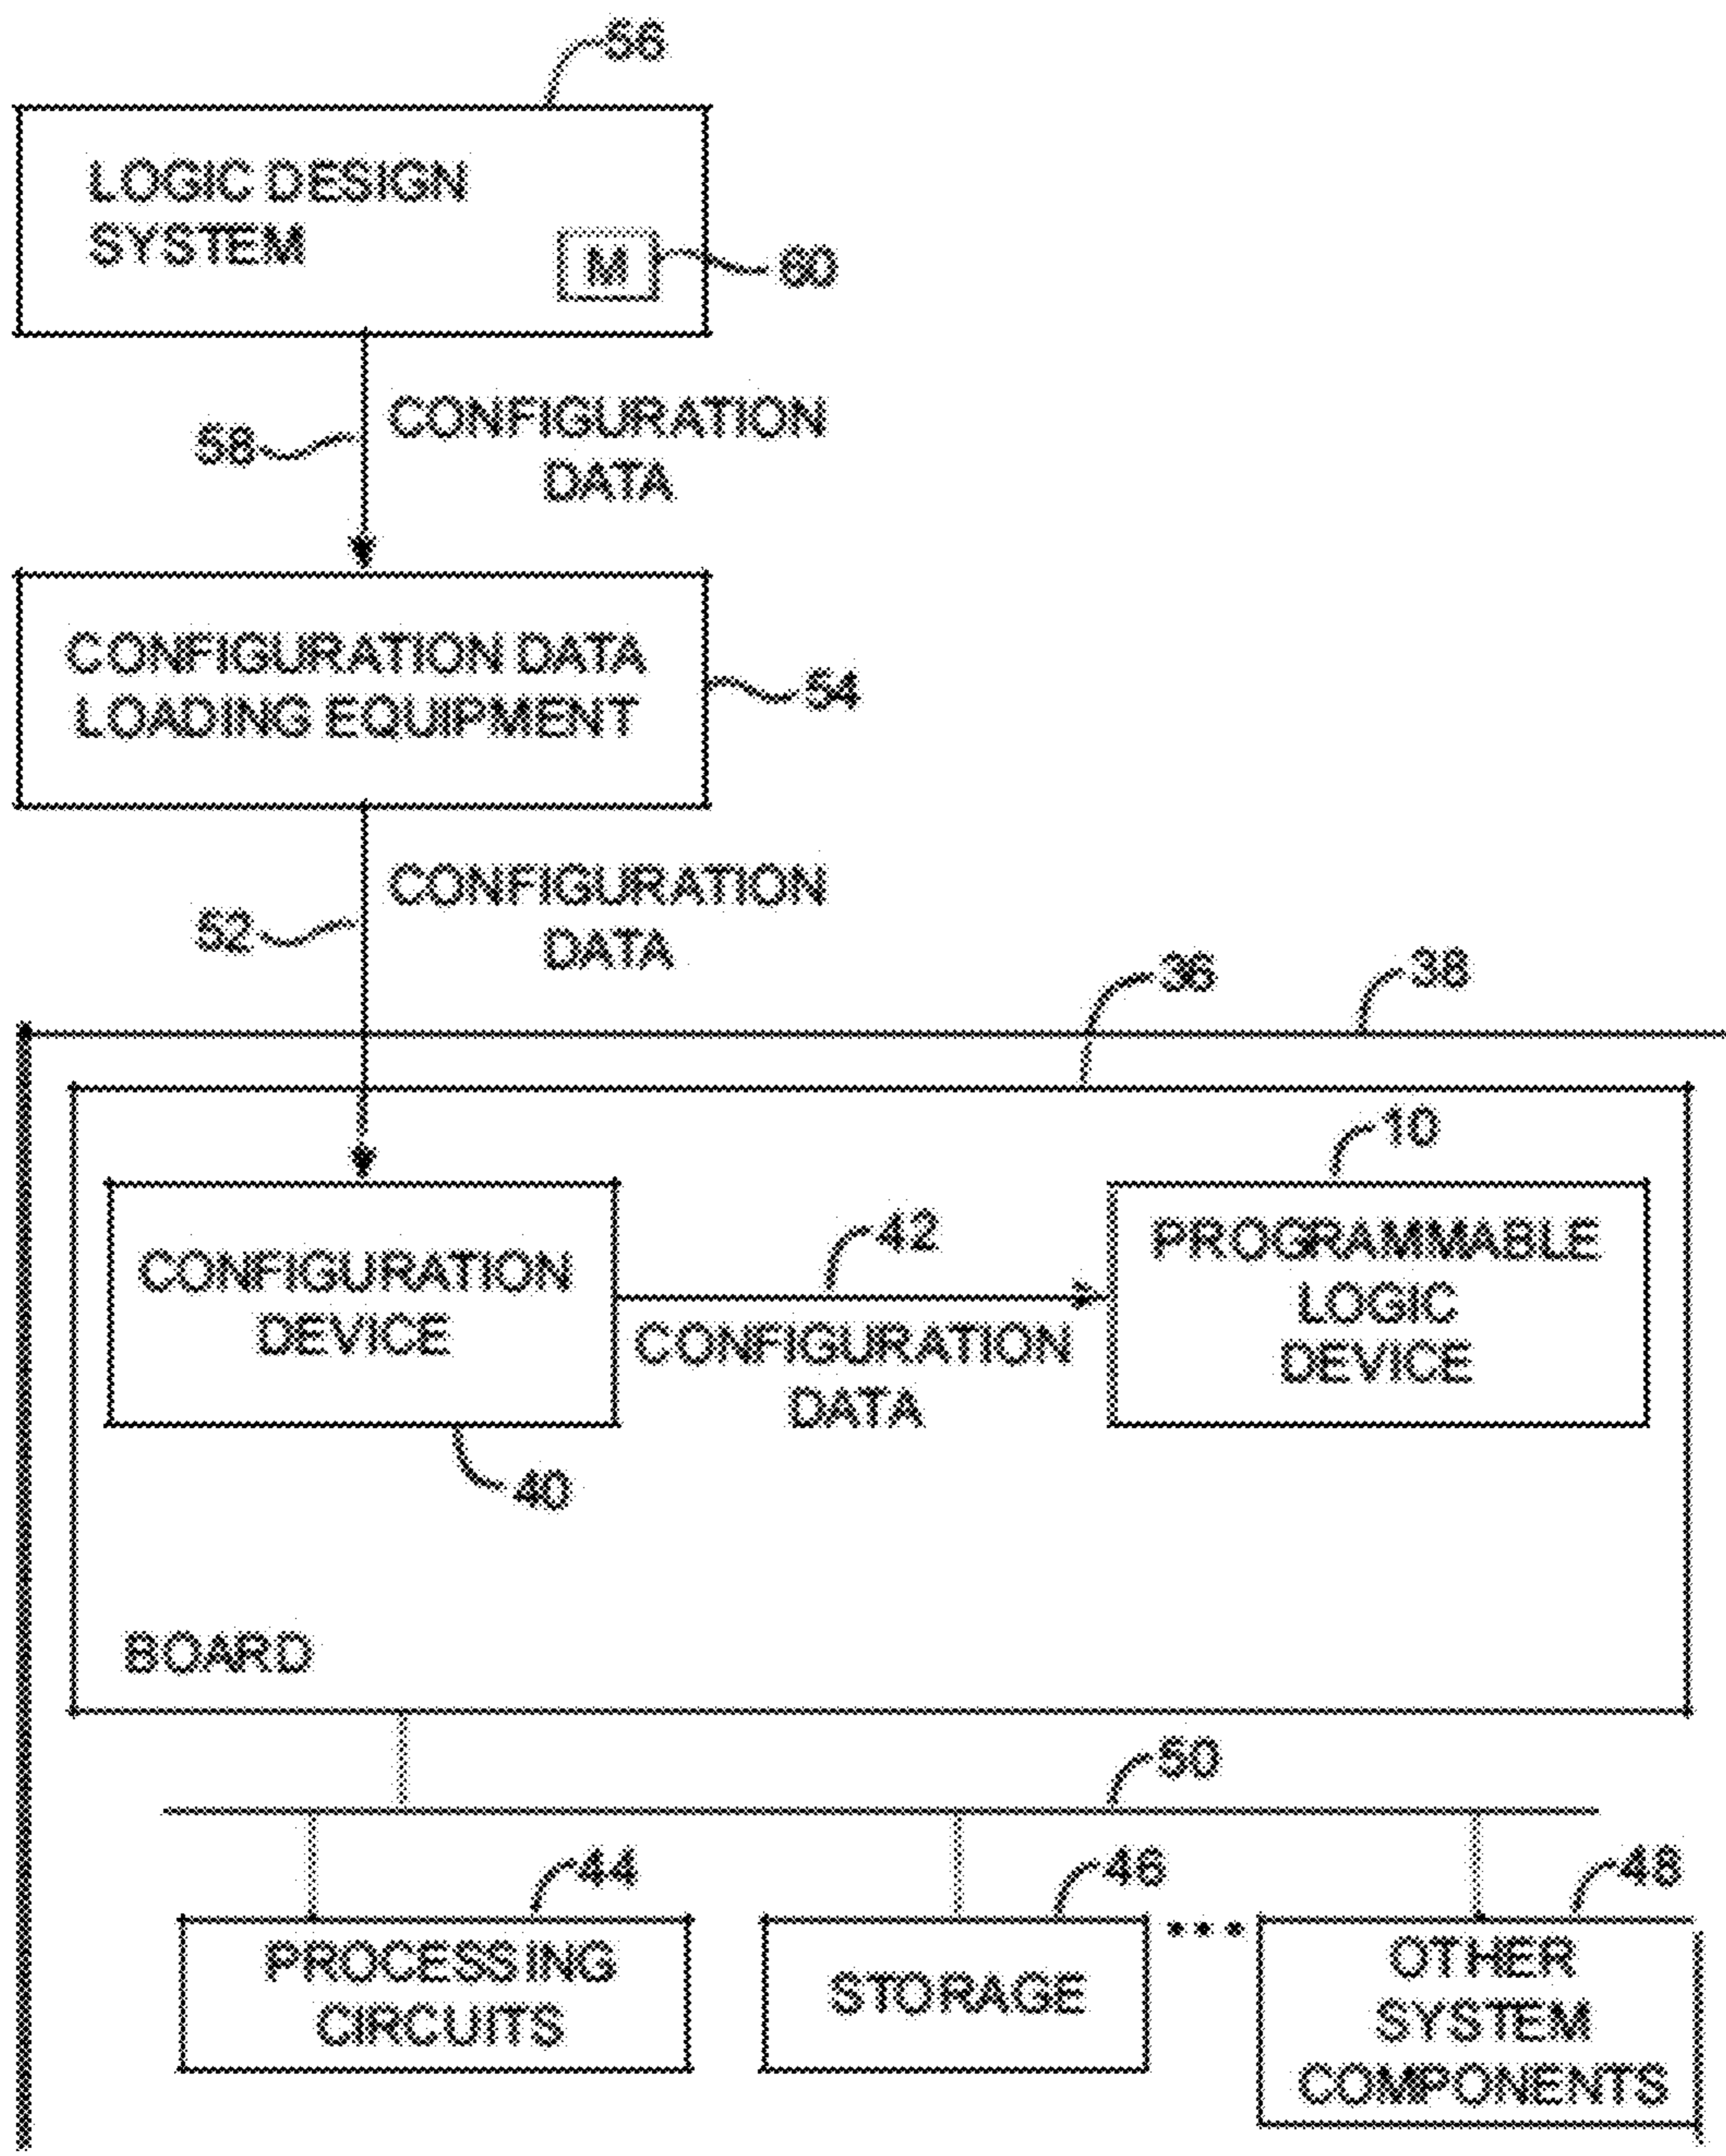 56
LOGIC DESIGN
SYSTEM
M
60
58
CONFIGURATION
DATA
CONFIGURATION DATA
LOADING EQUIPMENT
54
52
CONFIGURATION
DATA
36
38
10
CONFIGURATION
DEVICE
42
CONFIGURATION
DATA
PROGRAMMABLE
LOGIC
DEVICE
40
BOARD
50
44
46
48
PROCESSING
CIRCUITS
STORAGE
...
OTHER
SYSTEM
COMPONENTS